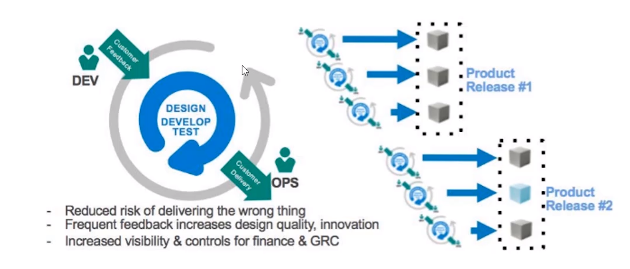 Customer
Feedback
DEV
DESIGN
DEVELOP
TEST
Customer
Delivery
OPS
- Reduced risk of delivering the wrong thing
- Frequent feedback increases design quality, innovation
- Increased visibility & controls for finance & GRC
Product
Release #1
Product
Release #2